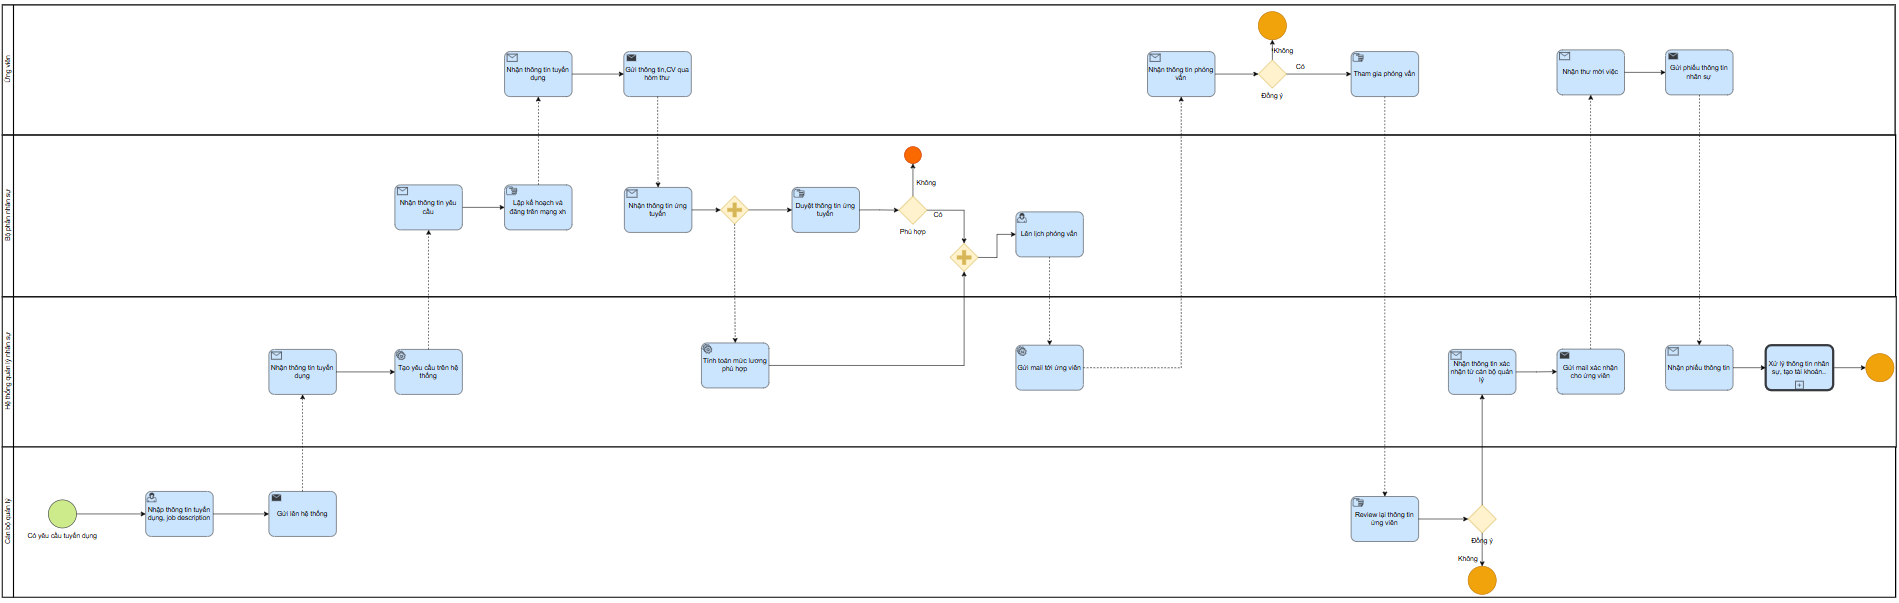 Ứng viên
Nhận thông tin tuyển
dụng
Gửi thông tin,CV qua
hòm thư
Nhận thông tin phỏng
vấn
Không
Có
Đồng ý
Tham gia phỏng vấn
Nhận thư mời việc
Gửi phiếu thông tin
nhân sự
Bộ phận nhân sự
Nhận thông tin yêu
cầu
Lập kế hoạch và
đăng trên mạng xh
Nhận thông tin ứng
tuyển
Duyệt thông tin ứng
tuyển
Không
Có
Phù hợp
Lên lịch phỏng vấn
Hệ thống quản lý nhân sự
Nhận thông tin tuyển
dụng
Tạo yêu cầu trên hệ
thống
Tính toán mức lương
phù hợp
Gửi mail tới ứng viên
Nhận thông tin xác
nhận từ cán bộ quản
lý
Gửi mail xác nhận
cho ứng viên
Nhận phiếu thông tin
Xử lý thông tin nhân
sự, tạo tài khoản...
Cán bộ quản lý
Có yêu cầu tuyển dụng
Nhập thông tin tuyển
dụng, job description
Gửi lên hệ thống
Review lại thông tin
ứng viên
Đồng ý
Không